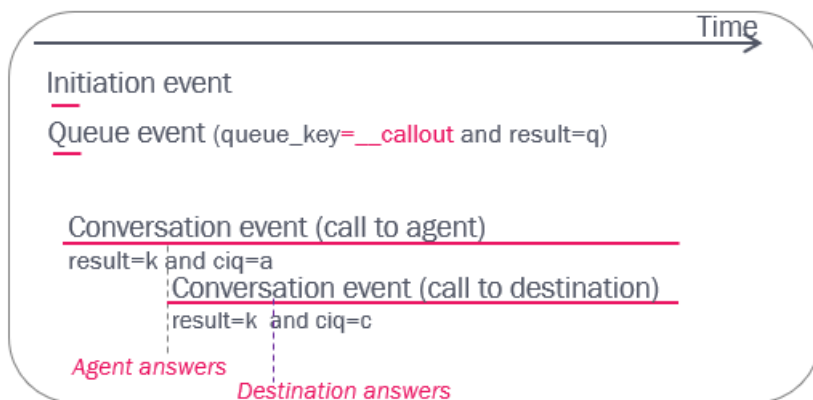 Time
Initiation event
Queue event (queue_key=__callout and result=q)
Conversation event (call to agent)
result=k and ciq=a
Conversation event (call to destination)
result=k and ciq=c
Agent answers
Destination answers